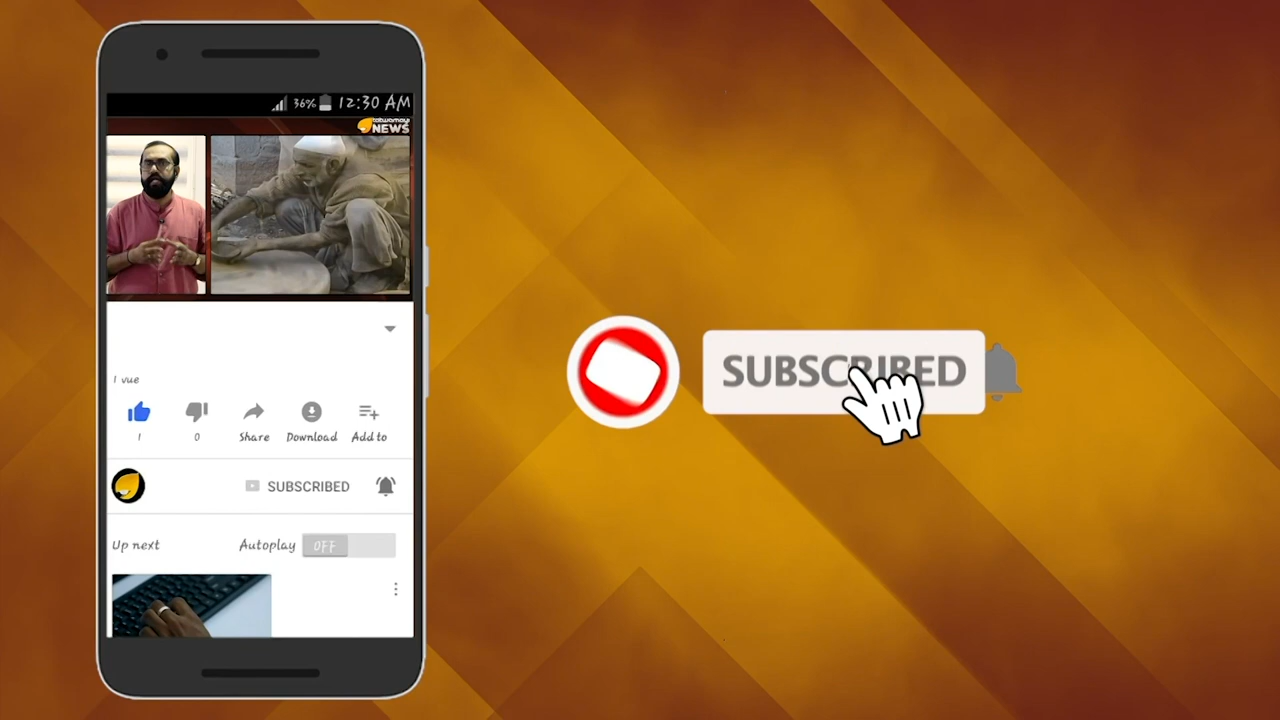 36% 12:30 AM
tatwamayi
NEWS
1 vue
1
0
Share
Download
Add to
SUBSCRIBED
Up next
Autoplay
OFF
SUBSCRIBED